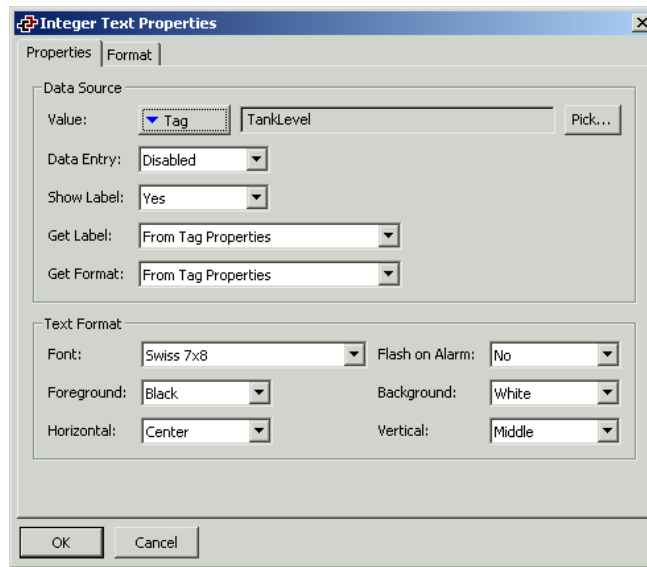 Integer Text Properties
Properties Format
Data Source
Value: Tag TankLevel Pick...
Data Entry: Disabled
Show Label: Yes
Get Label: From Tag Properties
Get Format: From Tag Properties
Text Format
Font: Swiss 7x8 Flash on Alarm: No
Foreground: Black Background: White
Horizontal: Center Vertical: Middle
OK Cancel